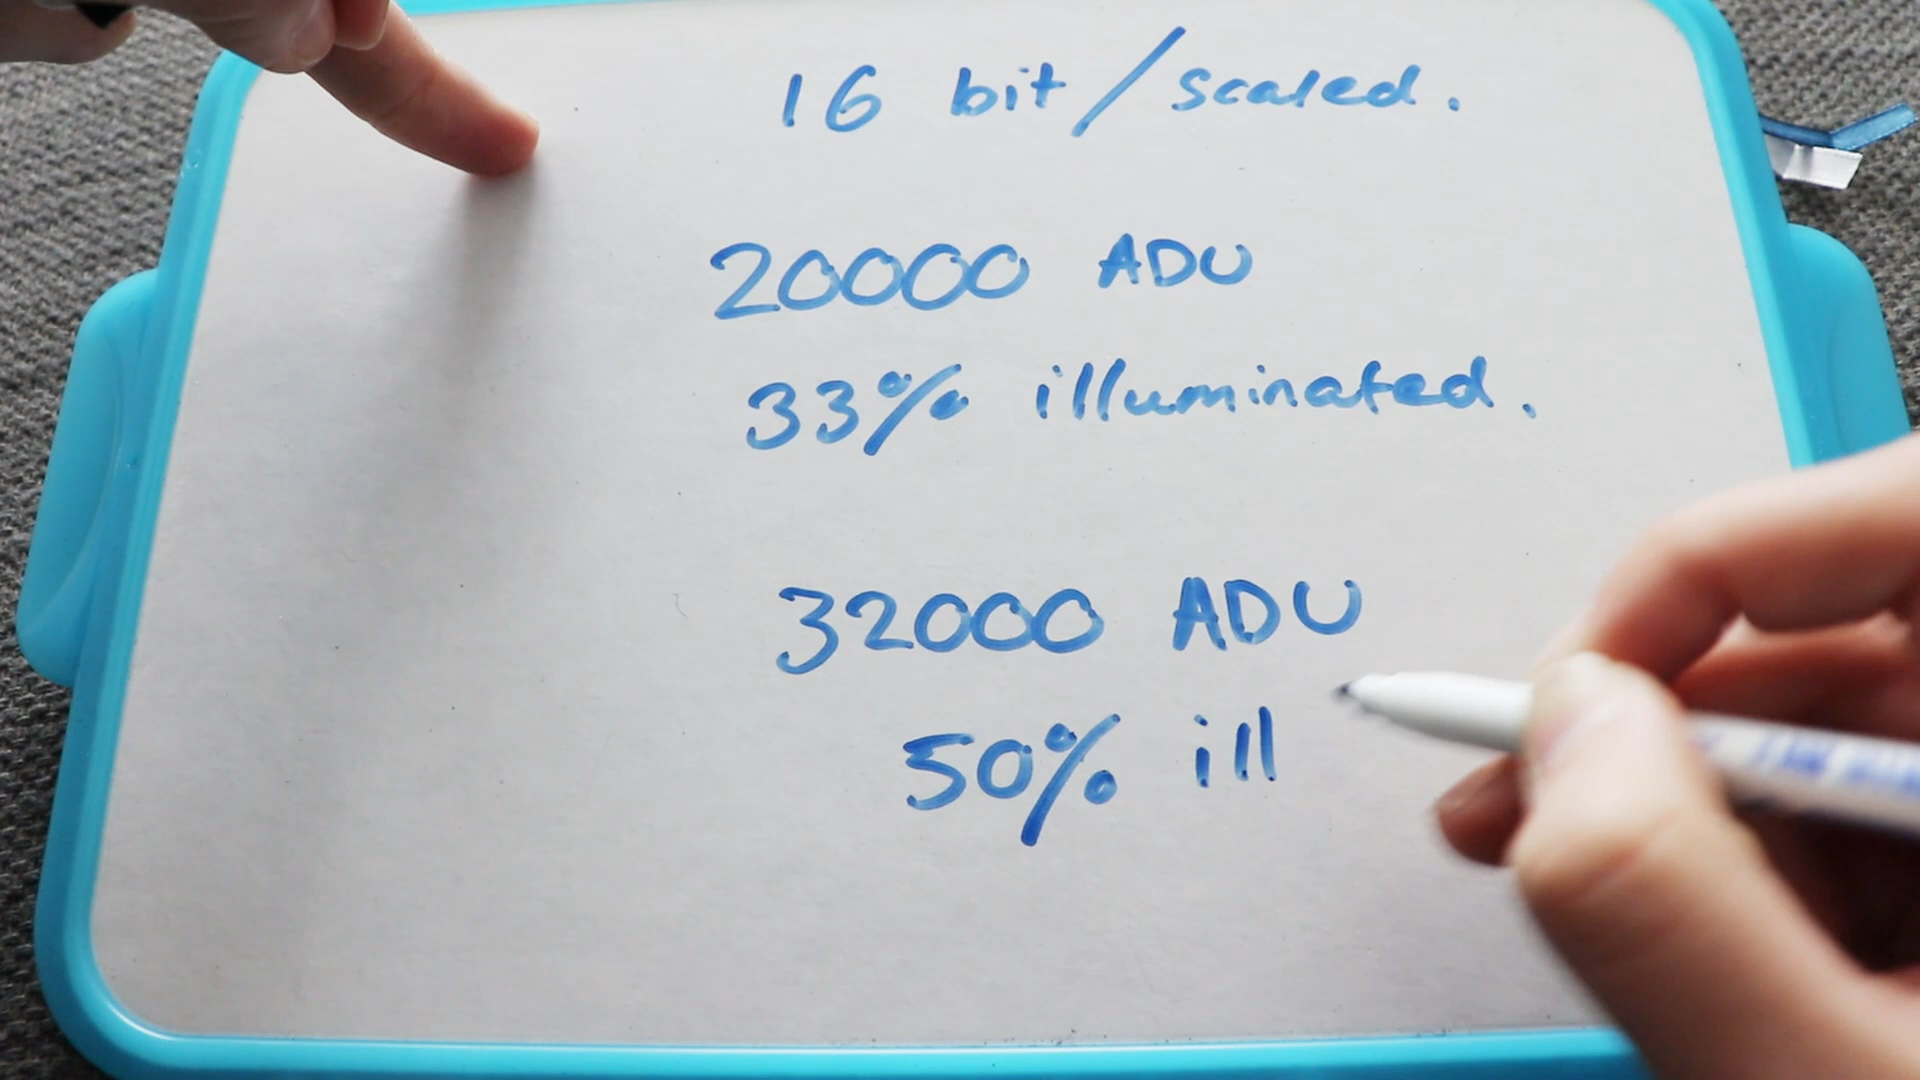 16 bit/scaled.
20000 ADU
33% illuminated.
32000 ADU
50% ill